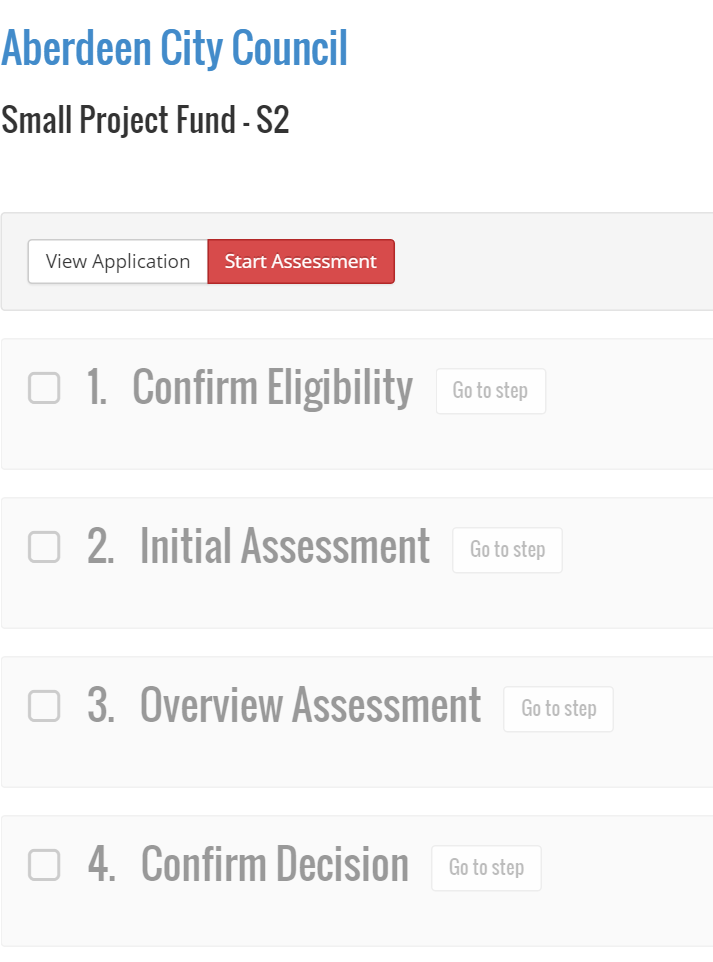 Aberdeen City Council
Small Project Fund - S2
View Application Start Assessment
1. Confirm Eligibility Go to step
2. Initial Assessment Go to step
3. Overview Assessment Go to step
4. Confirm Decision Go to step